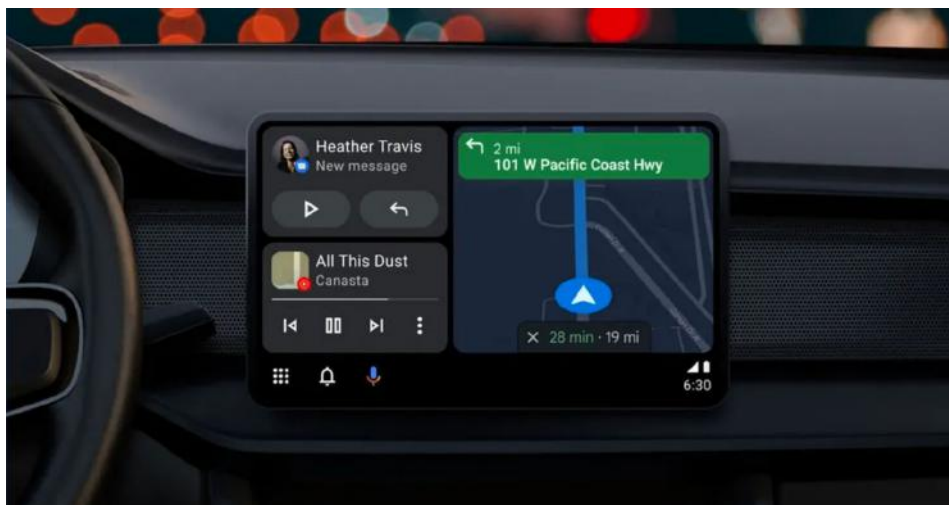 Heather Travis
New message
All This Dust
Canasta
2 mi
101 W Pacific Coast Hwy
28 min · 19 mi
6:30